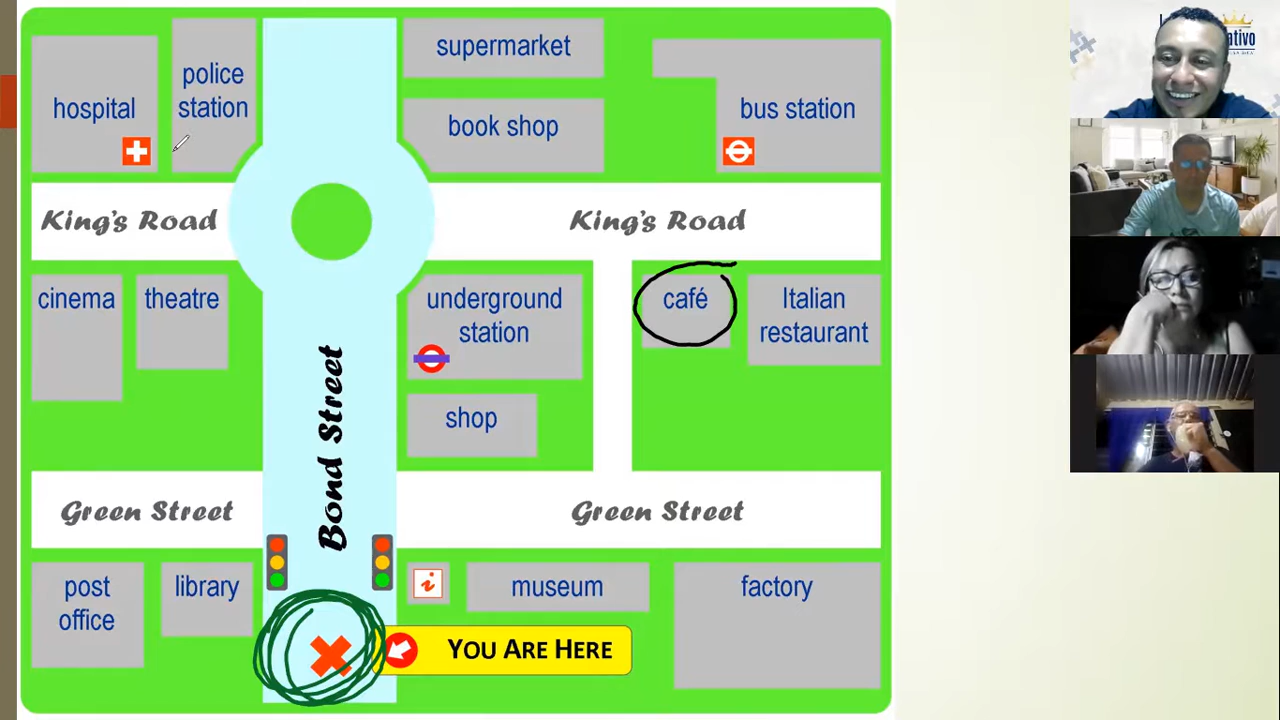 hospital
police
station
supermarket
book shop
bus station
King's Road
King's Road
cinema
theatre
underground
station
café
Italian
restaurant
shop
Bond Street
Green Street
Green Street
post
office
library
i
museum
factory
YOU ARE HERE